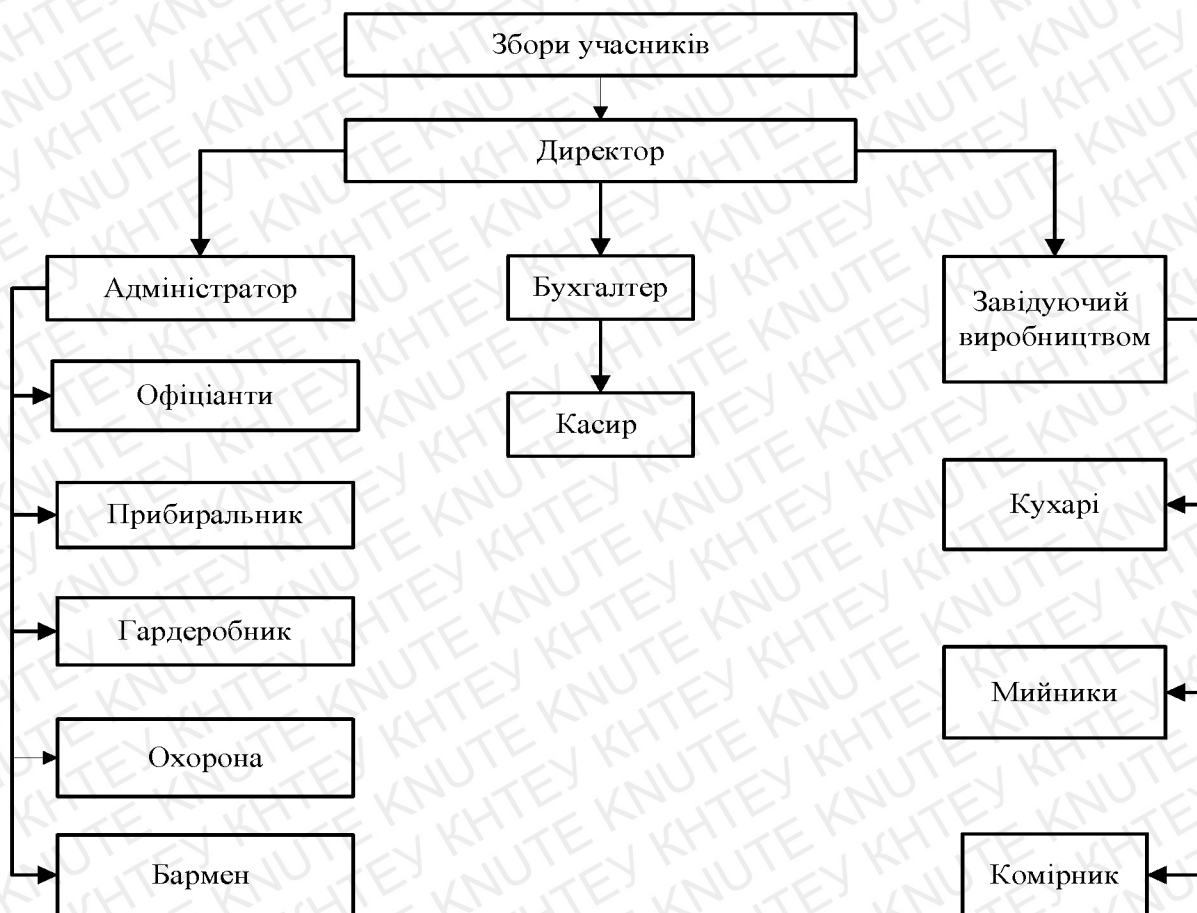 Збори учасників
Директор
Адміністратор
Бухгалтер
Завідуючий
виробництвом
Офіціанти
Касир
Прибиральник
Кухарі
Гардеробник
Мийники
Охорона
Бармен
Комірник